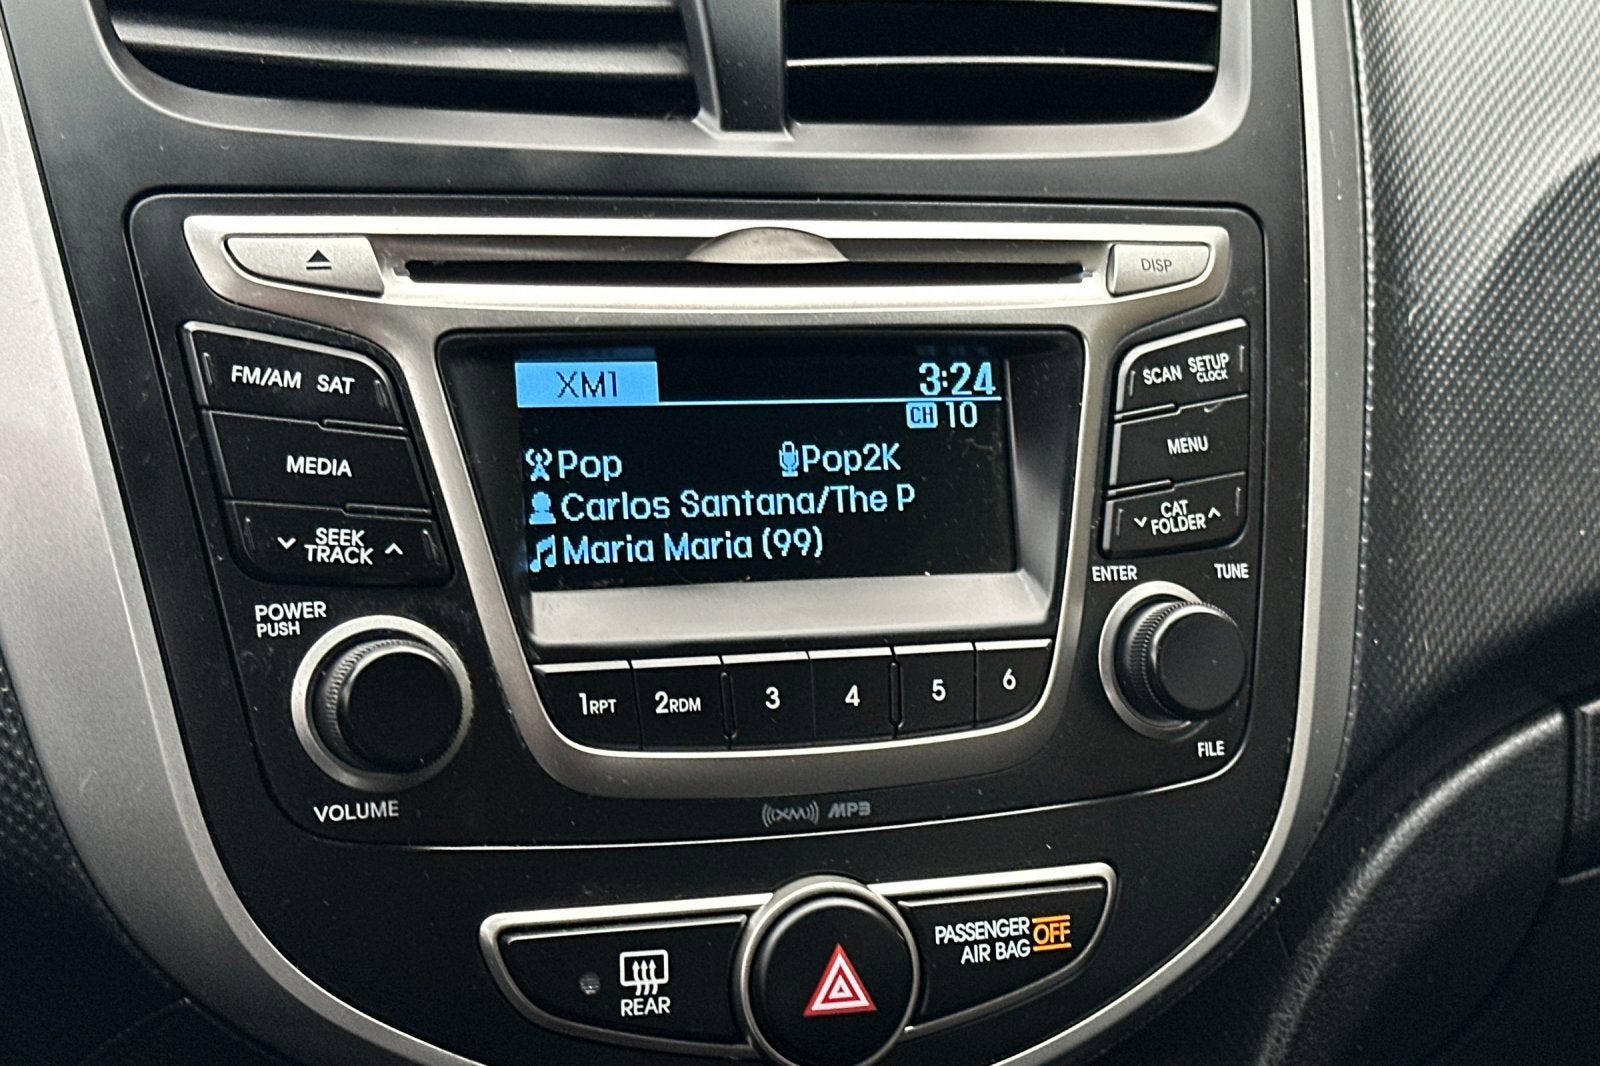 DISP
FM/AM SAT
MEDIA
SEEK
TRACK
POWER
PUSH
VOLUME
XM1 3:24
CH 10
Pop Pop2K
Carlos Santana/The P
Maria Maria (99)
SCAN SETUP
CLOCK
MENU
CAT
FOLDER
ENTER TUNE
FILE
1RPT 2RDM 3 4 5 6
((XM)) MP3
REAR
PASSENGER
AIR BAG OFF